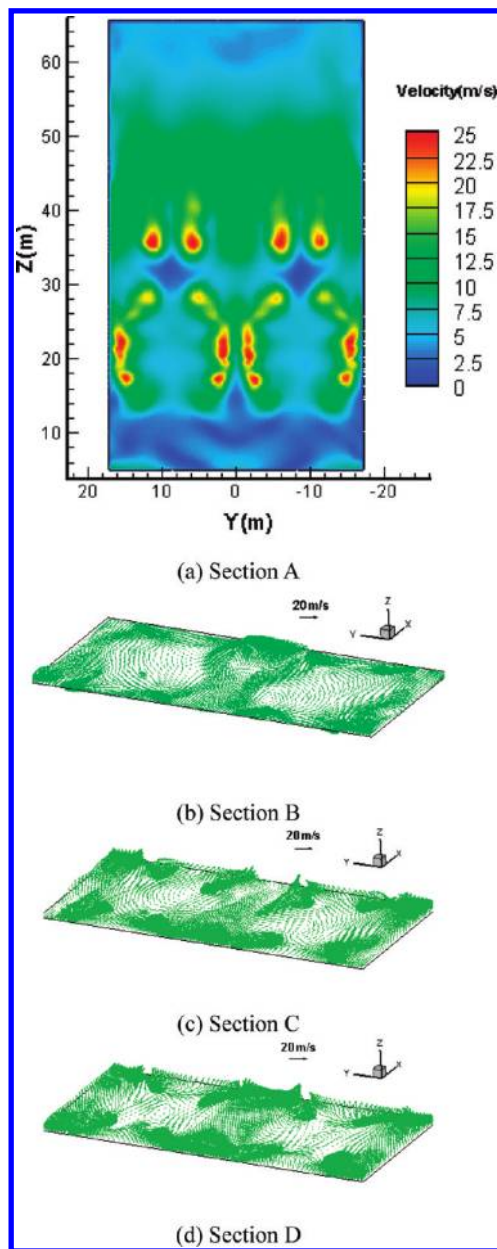 60
50
40
30
20
10
Z(m)
20 10 0 -10 -20
Y(m)
Velocity(m/s)
25
22.5
20
17.5
15
12.5
10
7.5
5
2.5
0
(a) Section A
20m/s
Z
Y
X
(b) Section B
20m/s
Z
Y
X
(c) Section C
20m/s
Z
Y
X
(d) Section D